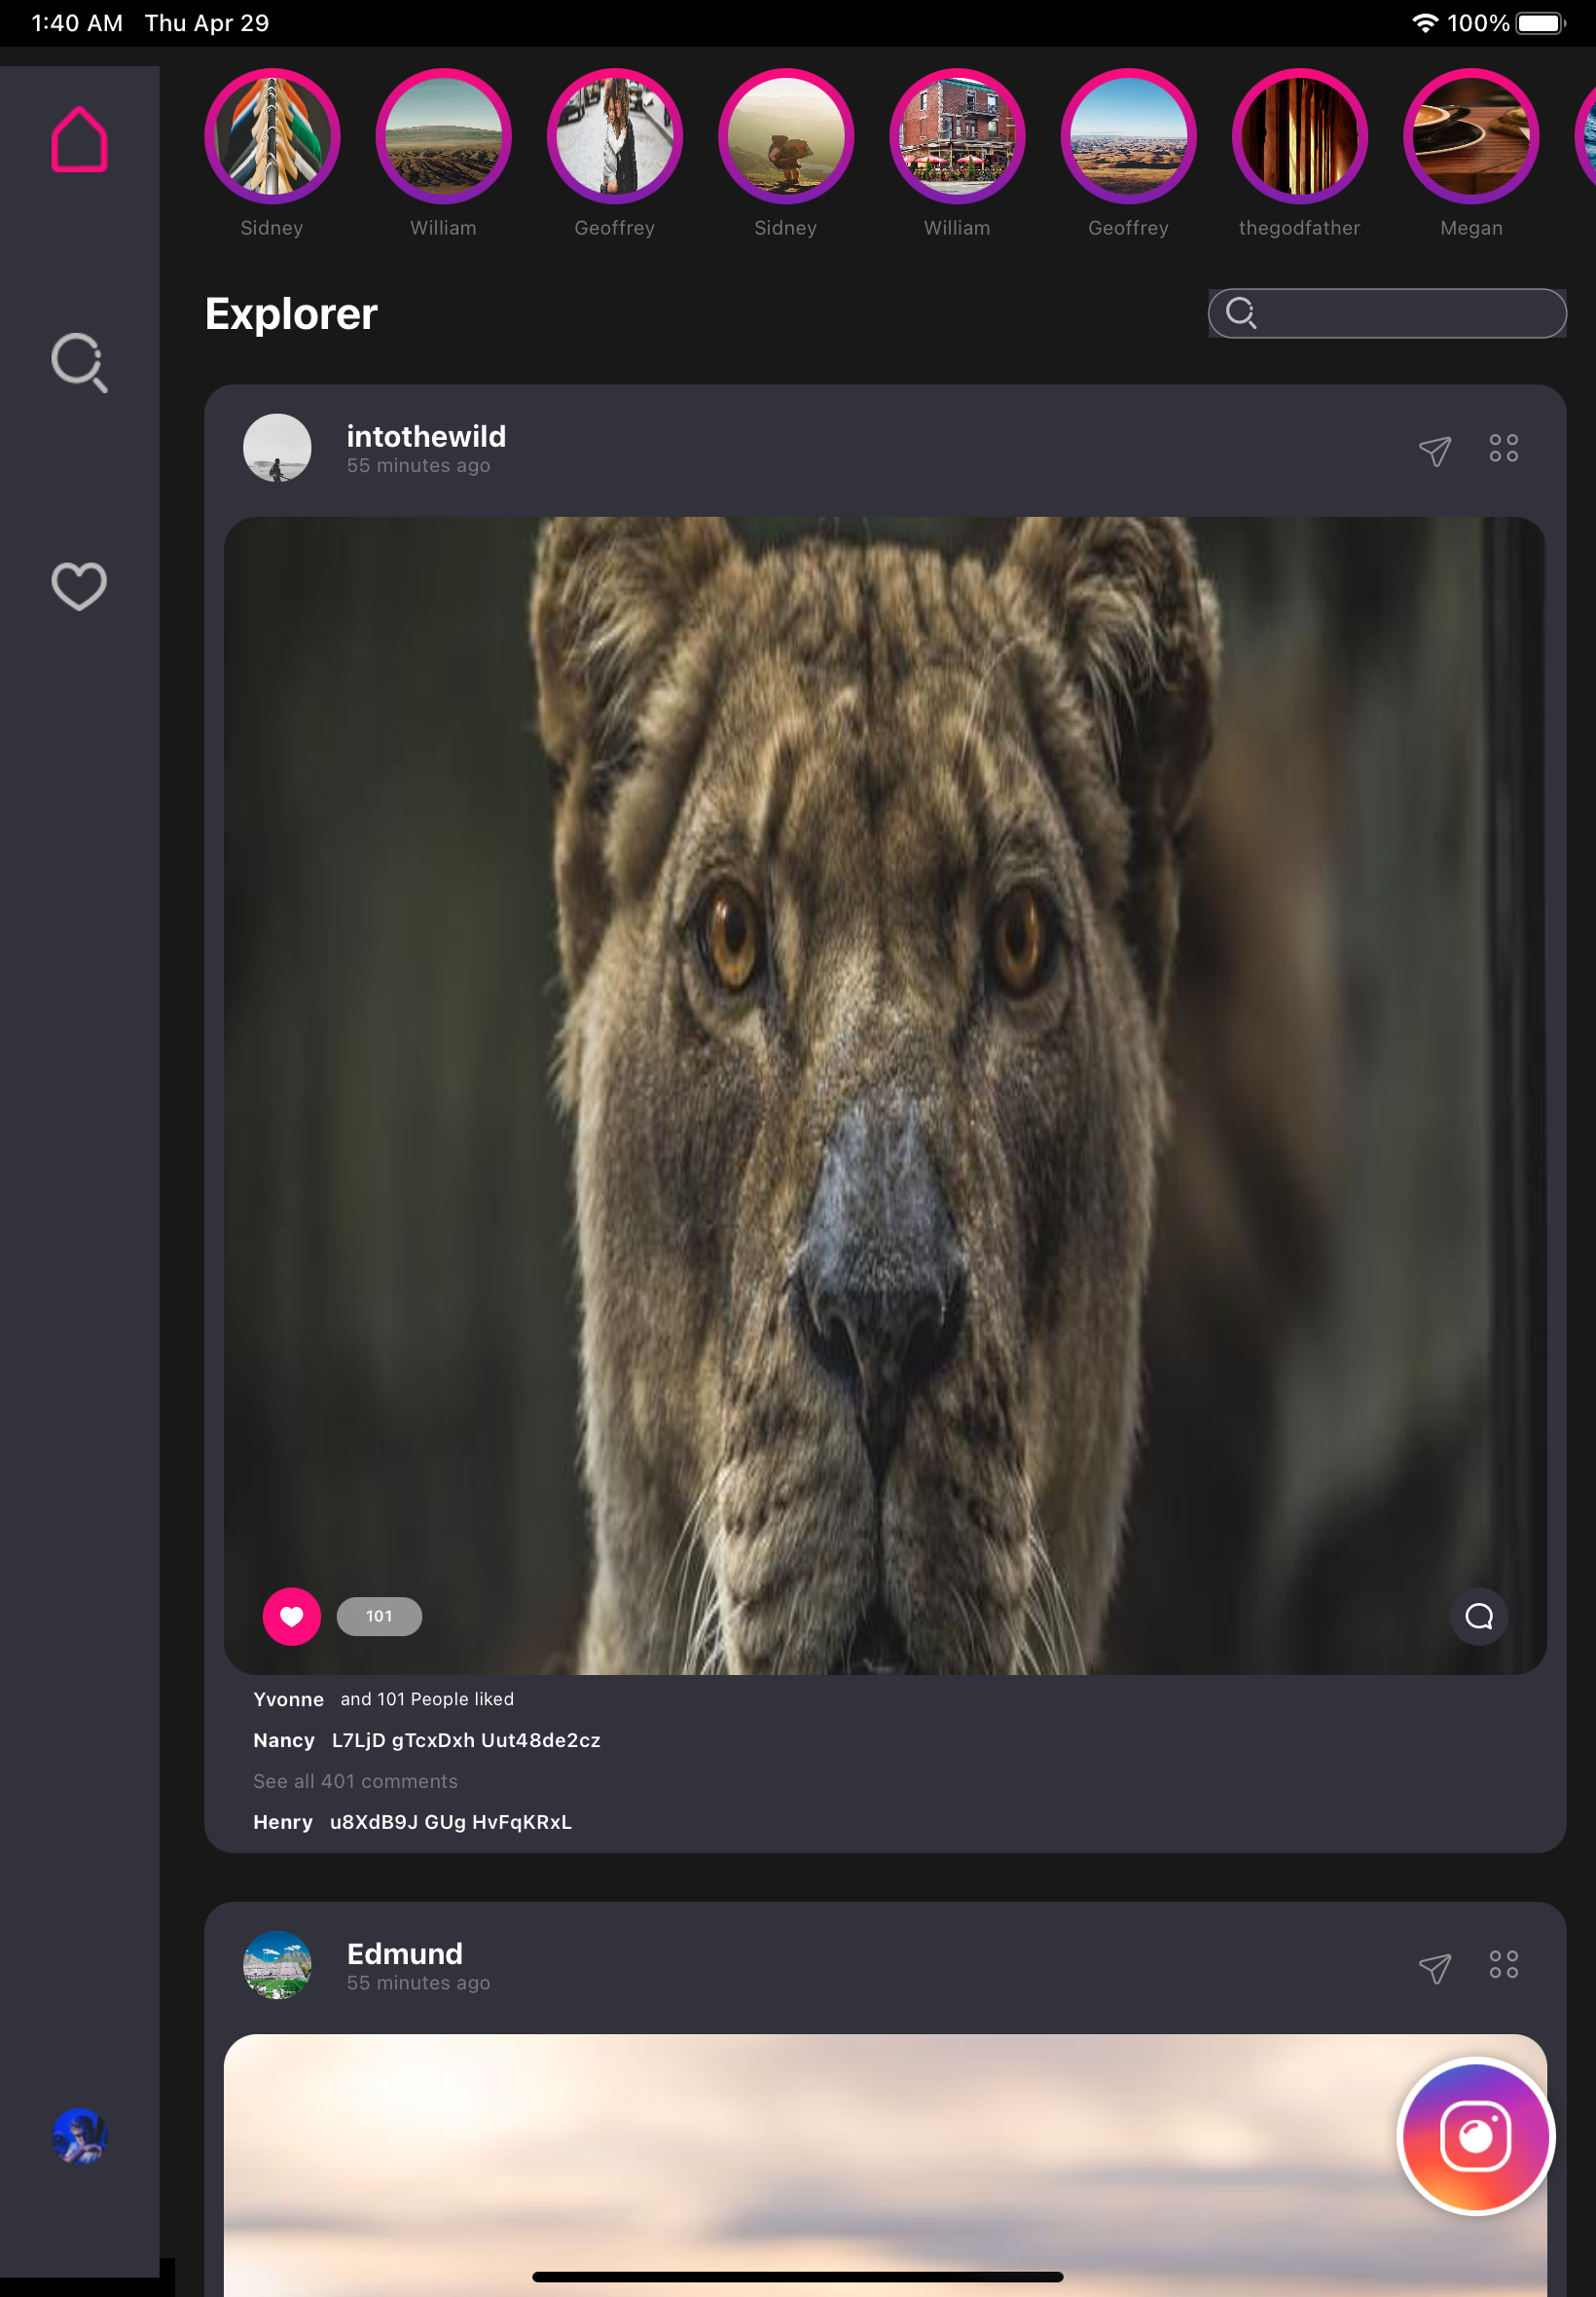 1:40 AM Thu Apr 29 100%
Sidney William Geoffrey Sidney William Geoffrey thegodfather Megan
Explorer
intothewild
55 minutes ago
101
Yvonne and 101 People liked
Nancy L7LjD gTcxDxh Uut48de2cz
See all 401 comments
Henry u8XdB9J GUg HvFqKRxL
Edmund
55 minutes ago